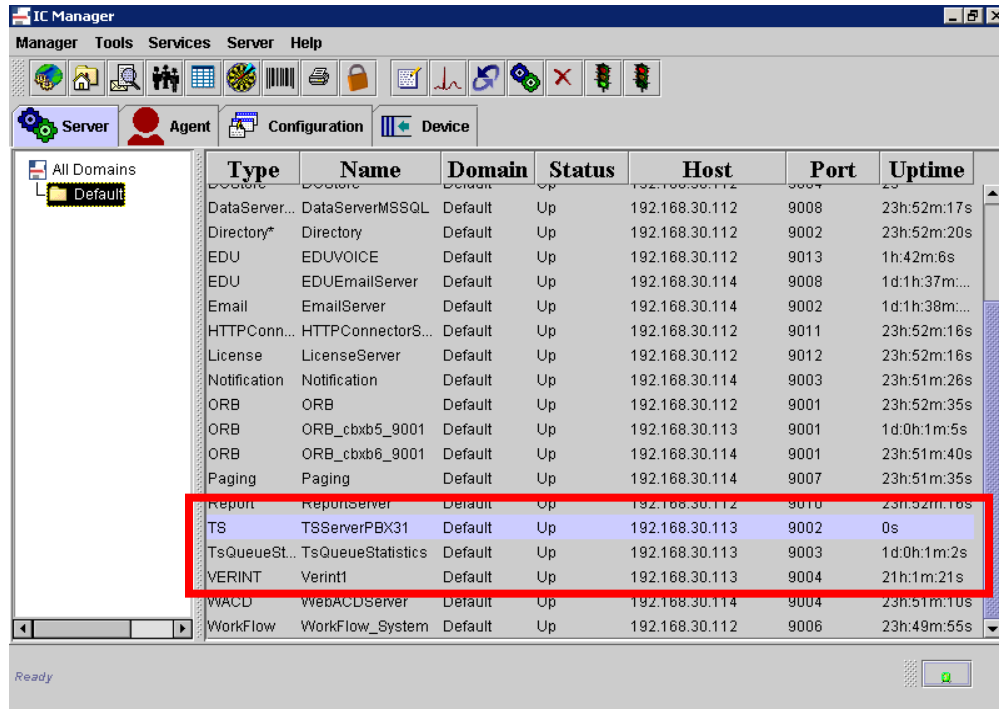 IC Manager
Manager Tools Services Server Help
Server Agent Configuration Device
All Domains
Default
Type Name Domain Status Host Port Uptime
DataServer... DataServerMSSQL Default Up 192.168.30.112 9008 23h:52m:17s
Directory* Directory Default Up 192.168.30.112 9002 23h:52m:20s
EDU EDUVOICE Default Up 192.168.30.112 9013 1h:42m:6s
EDU EDUEmailServer Default Up 192.168.30.114 9008 1d:1h:37m:...
Email EmailServer Default Up 192.168.30.114 9002 1d:1h:38m:...
HTTPConn... HTTPConnectorS... Default Up 192.168.30.112 9011 23h:52m:16s
License LicenseServer Default Up 192.168.30.112 9012 23h:52m:16s
Notification Notification Default Up 192.168.30.114 9003 23h:51m:26s
ORB ORB Default Up 192.168.30.112 9001 23h:52m:35s
ORB ORB_cbxb5_9001 Default Up 192.168.30.113 9001 1d:0h:1m:5s
ORB ORB_cbxb6_9001 Default Up 192.168.30.114 9001 23h:51m:40s
Paging Paging Default Up 192.168.30.114 9007 23h:51m:35s
Report ReportServer Default Up 192.168.30.112 9010 23h:52m:16s
TS TSServerPBX31 Default Up 192.168.30.113 9002 0s
TsQueueSt... TsQueueStatistics Default Up 192.168.30.113 9003 1d:0h:1m:2s
VERINT Verint1 Default Up 192.168.30.113 9004 21h:1m:21s
WACD WebACDServer Default Up 192.168.30.114 9004 23h:51m:10s
WorkFlow WorkFlow_System Default Up 192.168.30.112 9006 23h:49m:55s
Ready